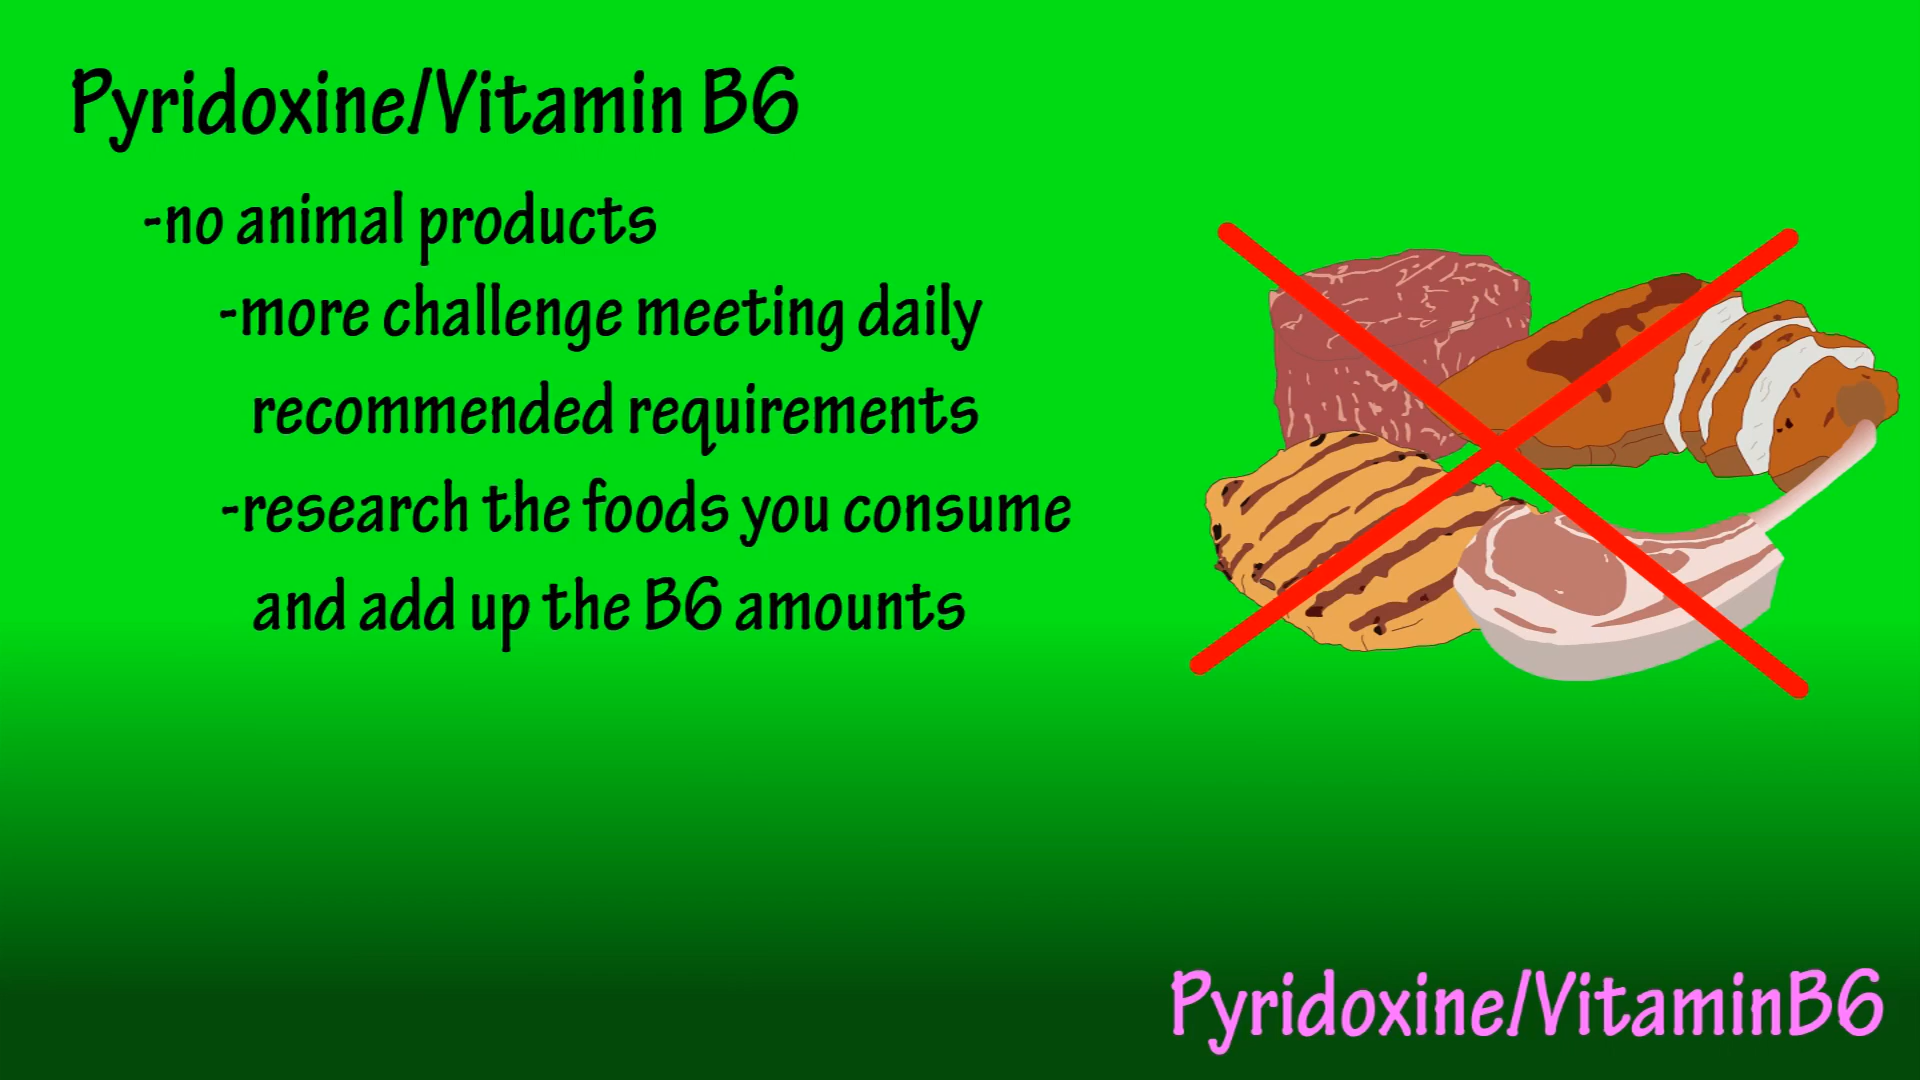 Pyridoxine/Vitamin B6
-no animal products
-more challenge meeting daily
recommended requirements
-research the foods you consume
and add up the B6 amounts
Pyridoxine/VitaminB6